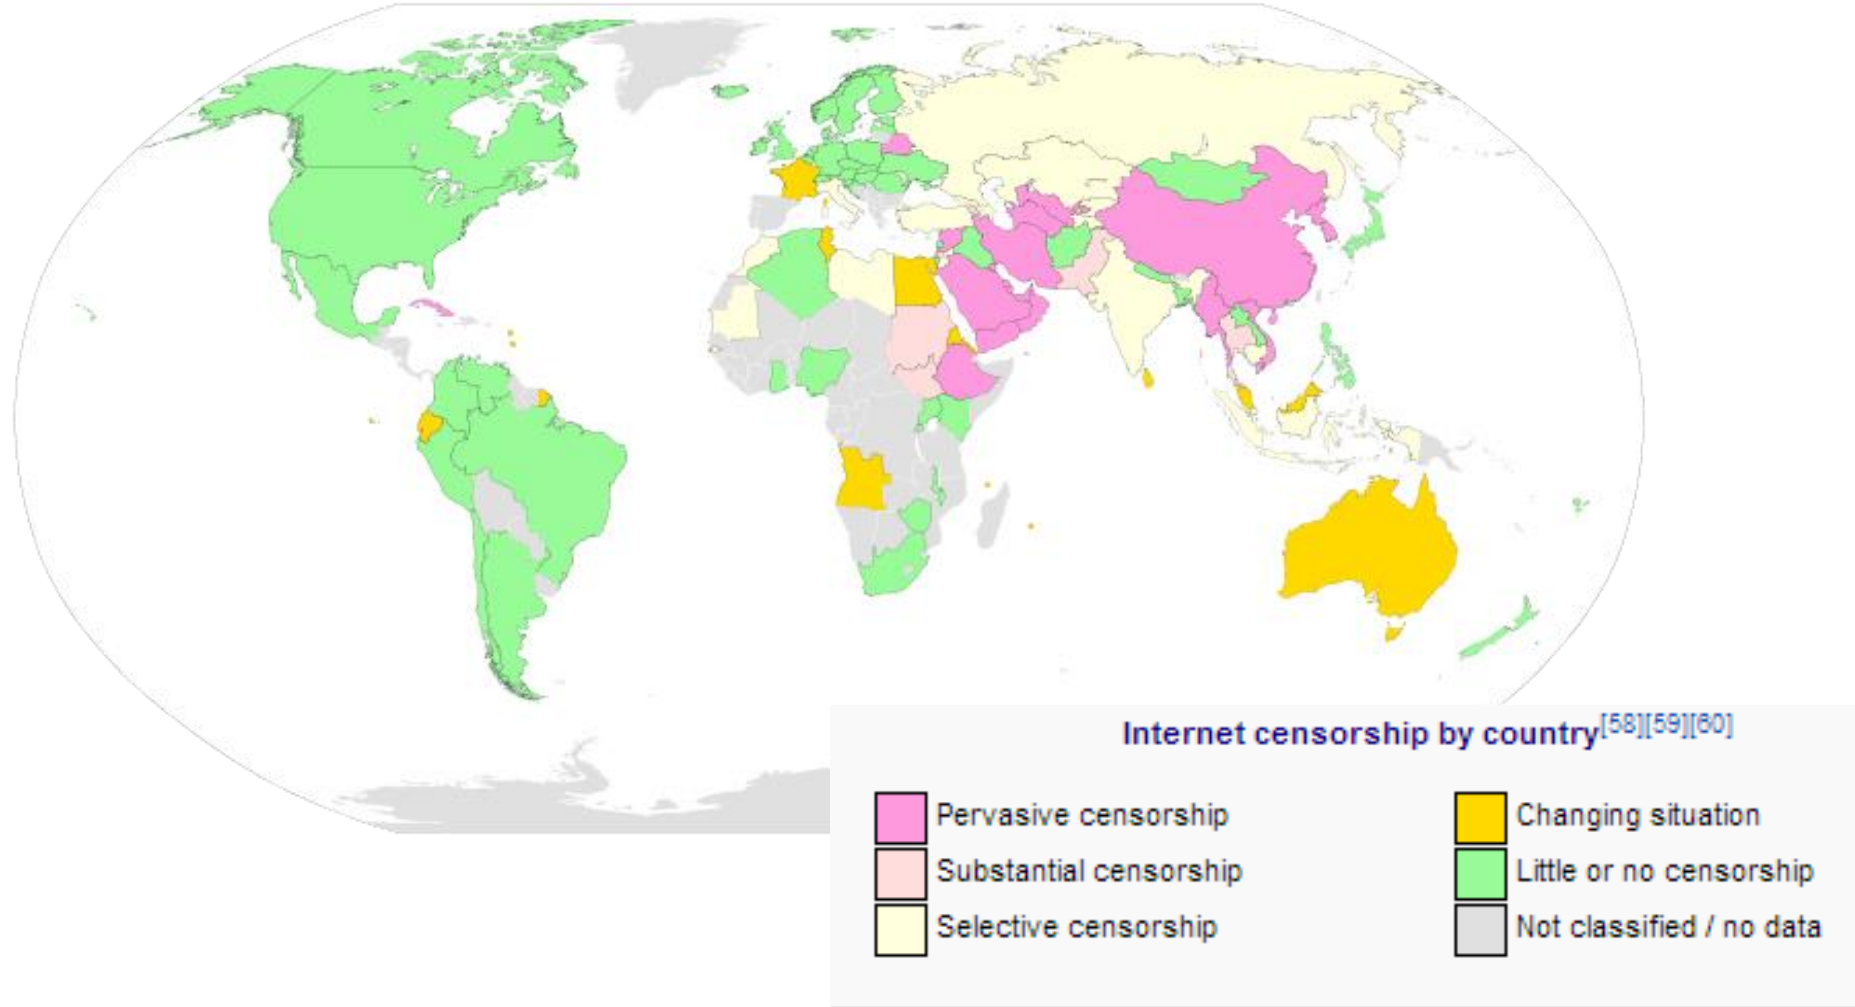 Internet censorship by country[58][59][60]
Pervasive censorship
Changing situation
Substantial censorship
Little or no censorship
Selective censorship
Not classified / no data